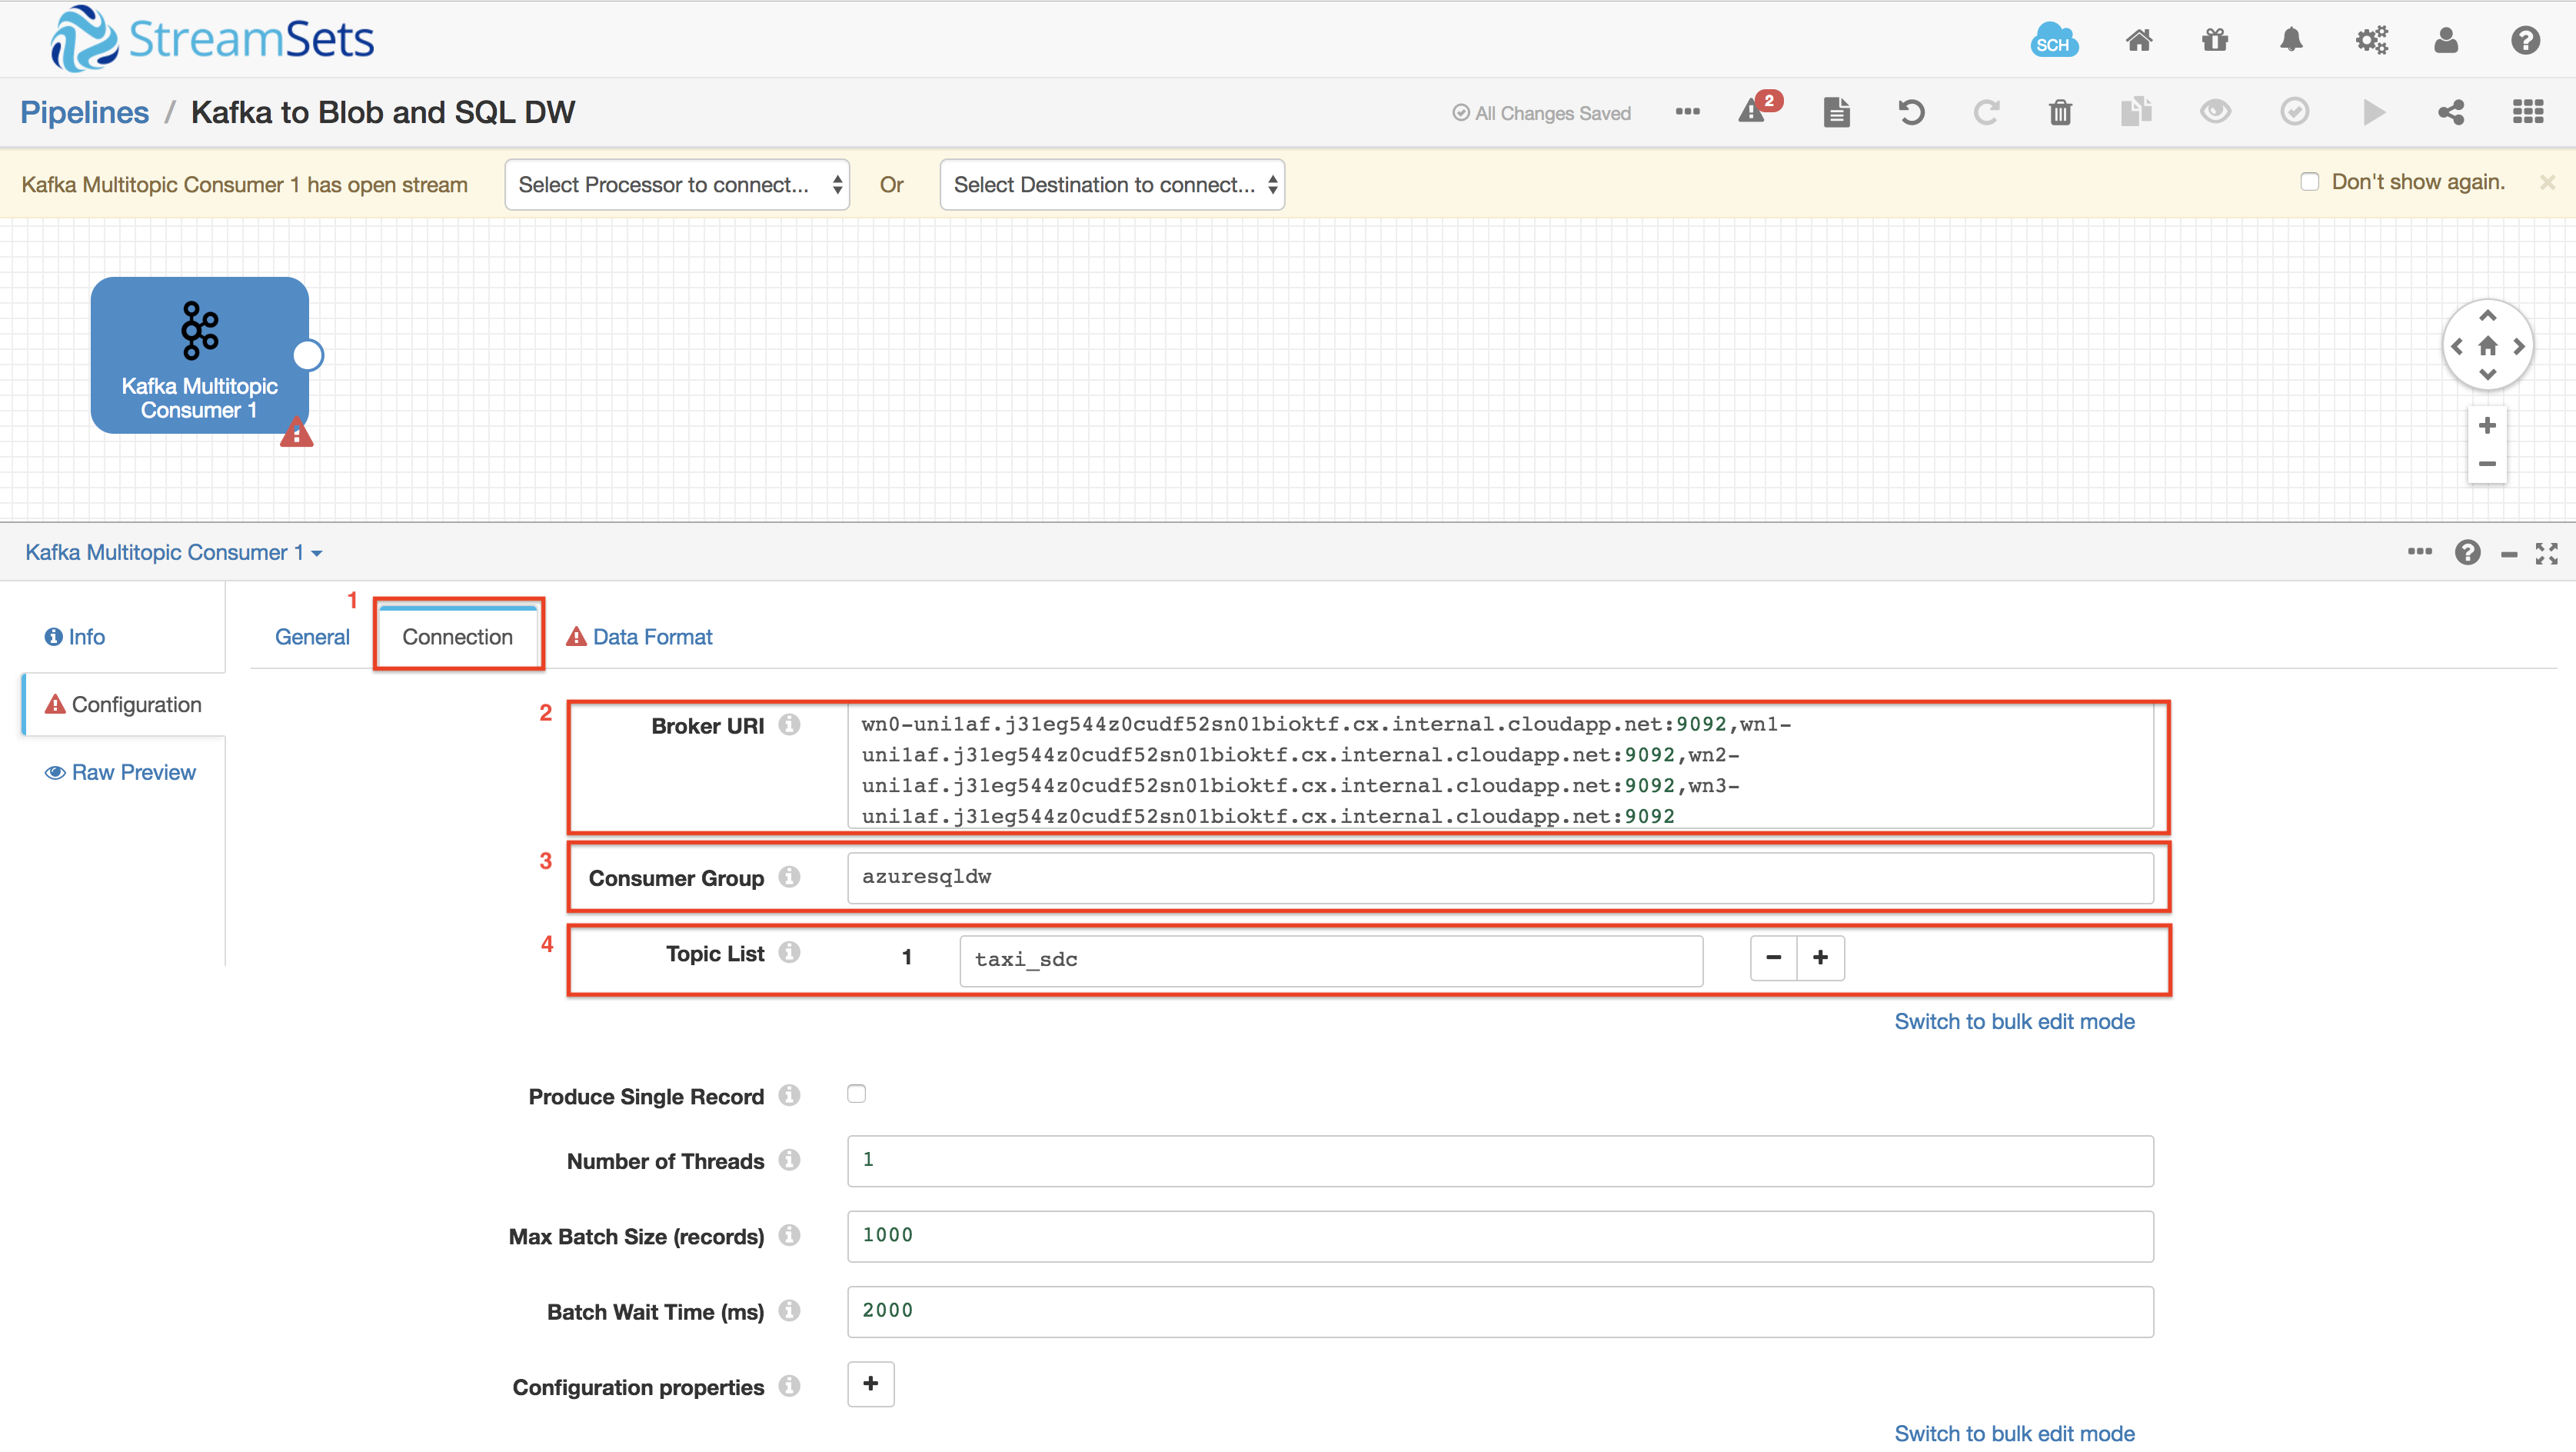 StreamSets
SCH
Pipelines / Kafka to Blob and SQL DW
All Changes Saved
2
Kafka Multitopic Consumer 1 has open stream
Select Processor to connect...
Or
Select Destination to connect...
Don't show again.
Kafka Multitopic
Consumer 1
Kafka Multitopic Consumer 1
Info
Configuration
Raw Preview
1
General
Connection
Data Format
2
Broker URI
wn0-uni1af.j31eg544z0cudf52sn01bioktf.cx.internal.cloudapp.net:9092,wn1-
uni1af.j31eg544z0cudf52sn01bioktf.cx.internal.cloudapp.net:9092,wn2-
uni1af.j31eg544z0cudf52sn01bioktf.cx.internal.cloudapp.net:9092,wn3-
uni1af.j31eg544z0cudf52sn01bioktf.cx.internal.cloudapp.net:9092
3
Consumer Group
azuresqldw
4
Topic List
1
taxi_sdc
Switch to bulk edit mode
Produce Single Record
Number of Threads
1
Max Batch Size (records)
1000
Batch Wait Time (ms)
2000
Configuration properties
Switch to bulk edit mode